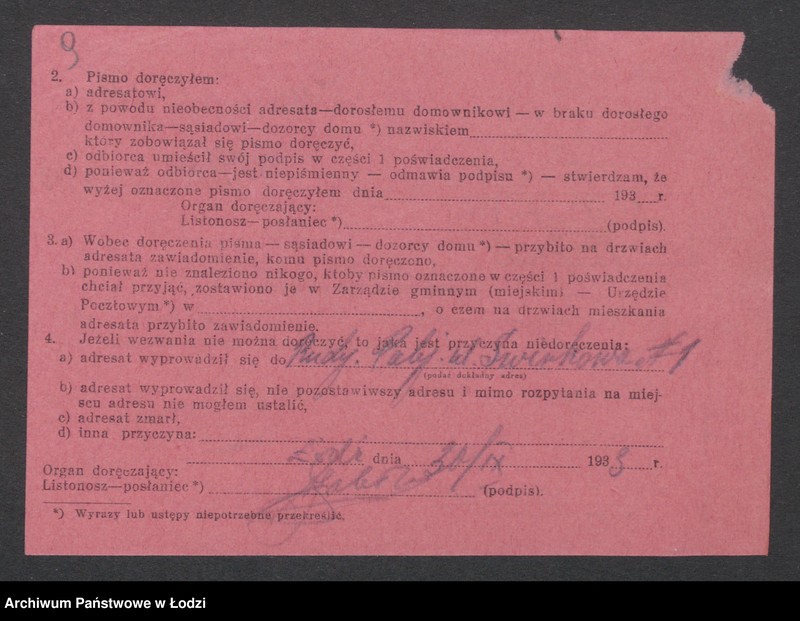 9
2. Pismo doręczyłem:
a) adresatowi,
b) z powodu nieobecności adresata—dorosłemu domownikowi — w braku dorosłego
domownika—sąsiadowi—dozorcy domu *) nazwiskiem
który zobowiązał się pismo doręczyć,
c) odbiorca umieścił swój podpis w części 1 poświadczenia,
d) ponieważ odbiorca—jest niepiśmienny — odmawia podpisu *) — stwierdzam, że
wyżej oznaczone pismo doręczyłem dnia 193 r.
Organ doręczający:
Listonosz—posłaniec *) (podpis).
3. a) Wobec doręczenia pisma — sąsiadowi — dozorcy domu *) — przybito na drzwiach
adresata zawiadomienie, komu pismo doręczono,
b) ponieważ nie znaleziono nikogo, ktoby pismo oznaczone w części 1 poświadczenia
chciał przyjąć, zostawiono je w Zarządzie gminnym (miejskim) — Urzędzie
Pocztowym *) w , o czem na drzwiach mieszkania
adresata przybito zawiadomienie.
4. Jeżeli wezwania nie można doręczyć, to jaka jest przyczyna niedoręczenia:
a) adresat wyprowadził się do Rudy. Pabj. ul. № 1
(podać dokładny adres)
b) adresat wyprowadził się, nie pozostawiwszy adresu i mimo rozpytania na miej-
scu adresu nie mogłem ustalić,
c) adresat zmarł,
d) inna przyczyna:
Łódź dnia 193 3 r.
Organ doręczający:
Listonosz—posłaniec *) (podpis).
*) Wyrazy lub ustępy niepotrzebne przekreślić.
Archiwum Państwowe w Łodzi